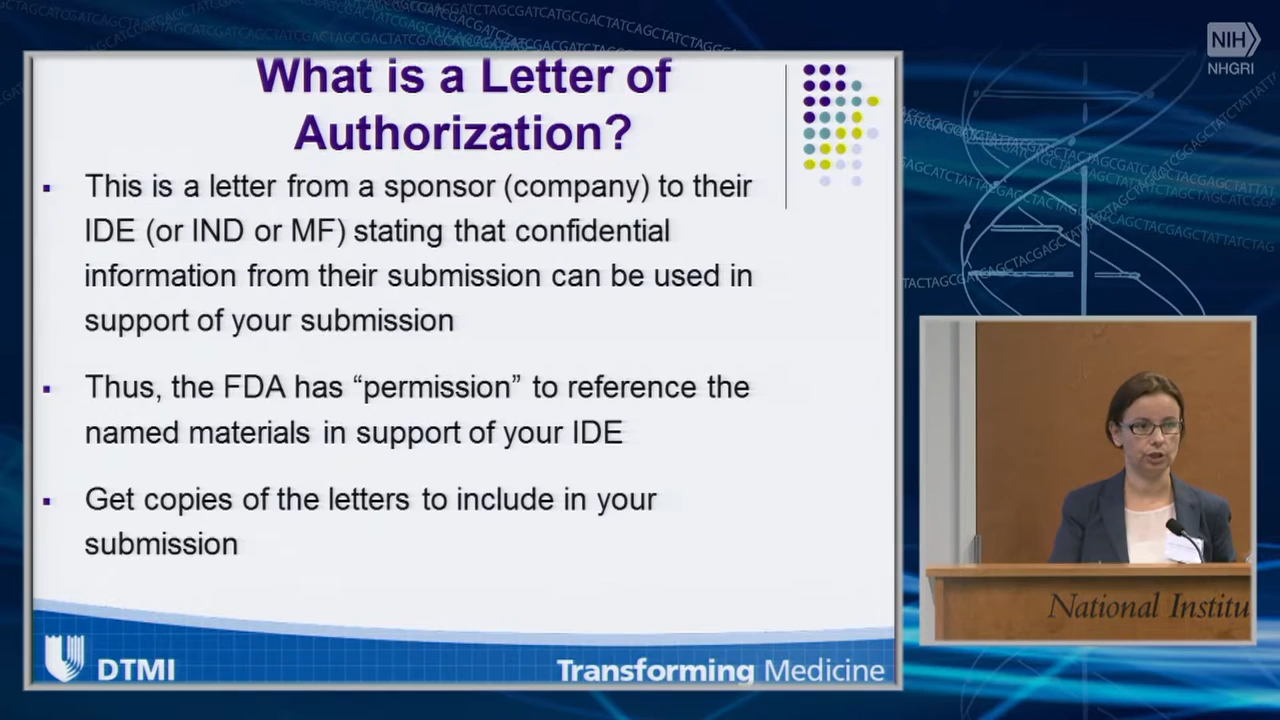 NIH
NHGRI
What is a Letter of
Authorization?
▪ This is a letter from a sponsor (company) to their
IDE (or IND or MF) stating that confidential
information from their submission can be used in
support of your submission
▪ Thus, the FDA has “permission” to reference the
named materials in support of your IDE
▪ Get copies of the letters to include in your
submission
DTMI
Transforming Medicine
National Institu